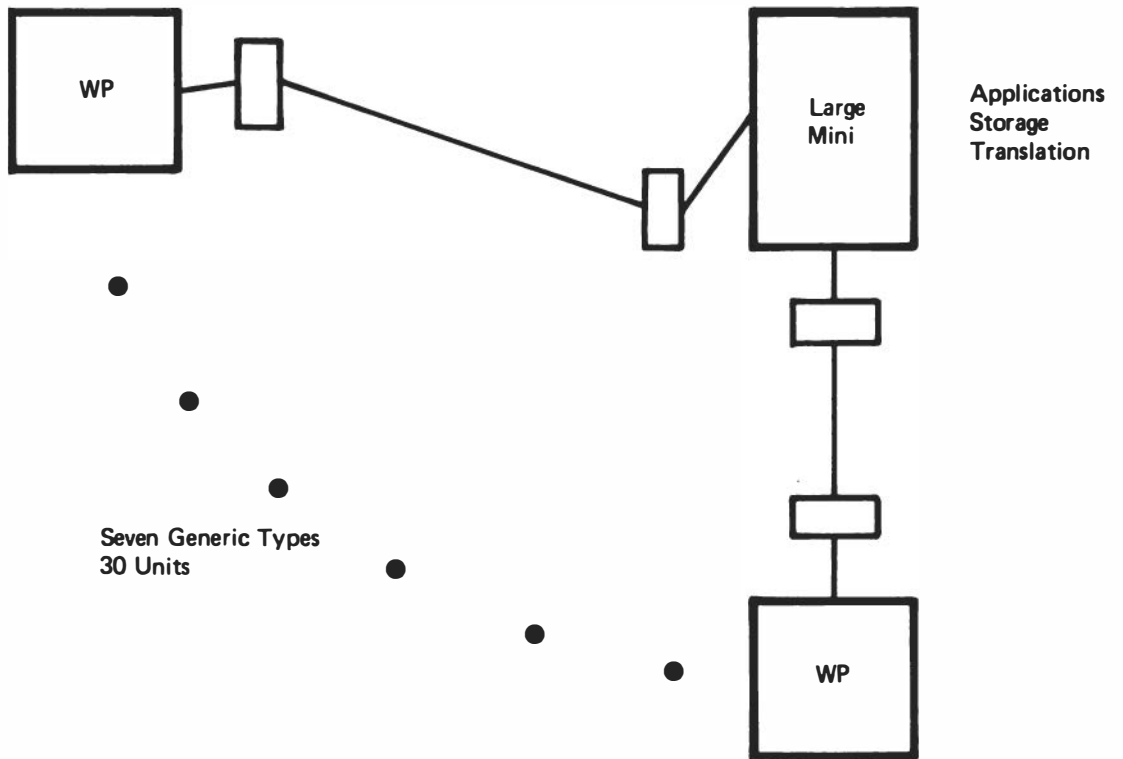 WP
Large
Mini
Applications
Storage
Translation
Seven Generic Types
30 Units
WP